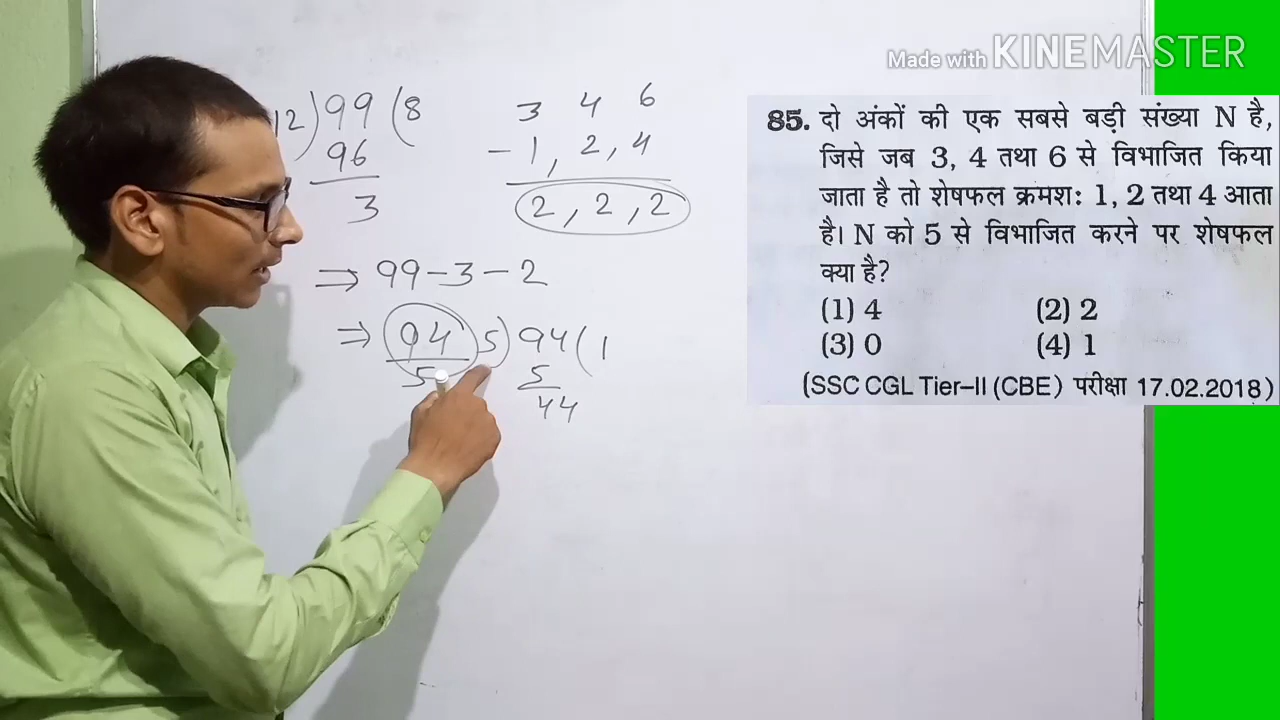 Made with KINEMASTER
12) 99 ( 8
96
3
3 4 6
- 1, 2, 4
2, 2, 2
⇒ 99-3-2
⇒ 94
5
5) 94 ( 1
5
44
85. दो अंकों की एक सबसे बड़ी संख्या N है,
जिसे जब 3, 4 तथा 6 से विभाजित किया
जाता है तो शेषफल क्रमश: 1, 2 तथा 4 आता
है। N को 5 से विभाजित करने पर शेषफल
क्या है?
(1) 4 (2) 2
(3) 0 (4) 1
(SSC CGL Tier–II (CBE) परीक्षा 17.02.2018)